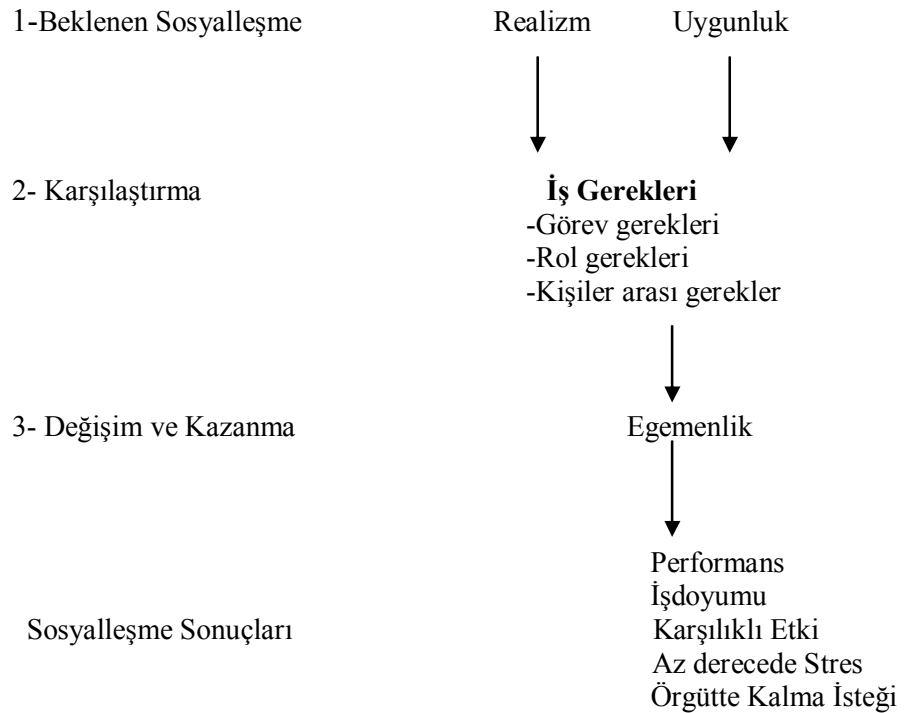 1-Beklenen Sosyalleşme Realizm Uygunluk
2- Karşılaştırma İş Gerekleri
-Görev gerekleri
-Rol gerekleri
-Kişiler arası gerekler
3- Değişim ve Kazanma Egemenlik
Performans
İşdoyumu
Sosyalleşme Sonuçları Karşılıklı Etki
Az derecede Stres
Örgütte Kalma İsteği